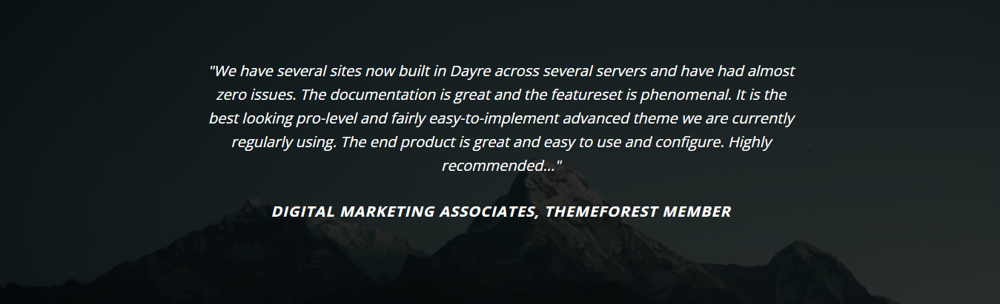 "We have several sites now built in Dayre across several servers and have had almost
zero issues. The documentation is great and the featureset is phenomenal. It is the
best looking pro-level and fairly easy-to-implement advanced theme we are currently
regularly using. The end product is great and easy to use and configure. Highly
recommended..."
DIGITAL MARKETING ASSOCIATES, THEMEFOREST MEMBER